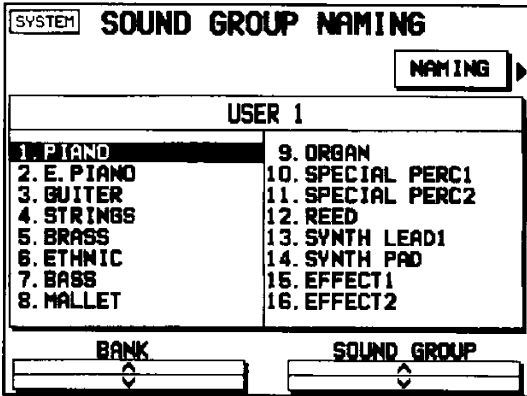 SYSTEM SOUND GROUP NAMING
NAMING
USER 1
1. PIANO
2. E. PIANO
3. GUITER
4. STRINGS
5. BRASS
6. ETHNIC
7. BASS
8. MALLET
9. ORGAN
10. SPECIAL PERC1
11. SPECIAL PERC2
12. REED
13. SYNTH LEAD1
14. SYNTH PAD
15. EFFECT1
16. EFFECT2
BANK
SOUND GROUP